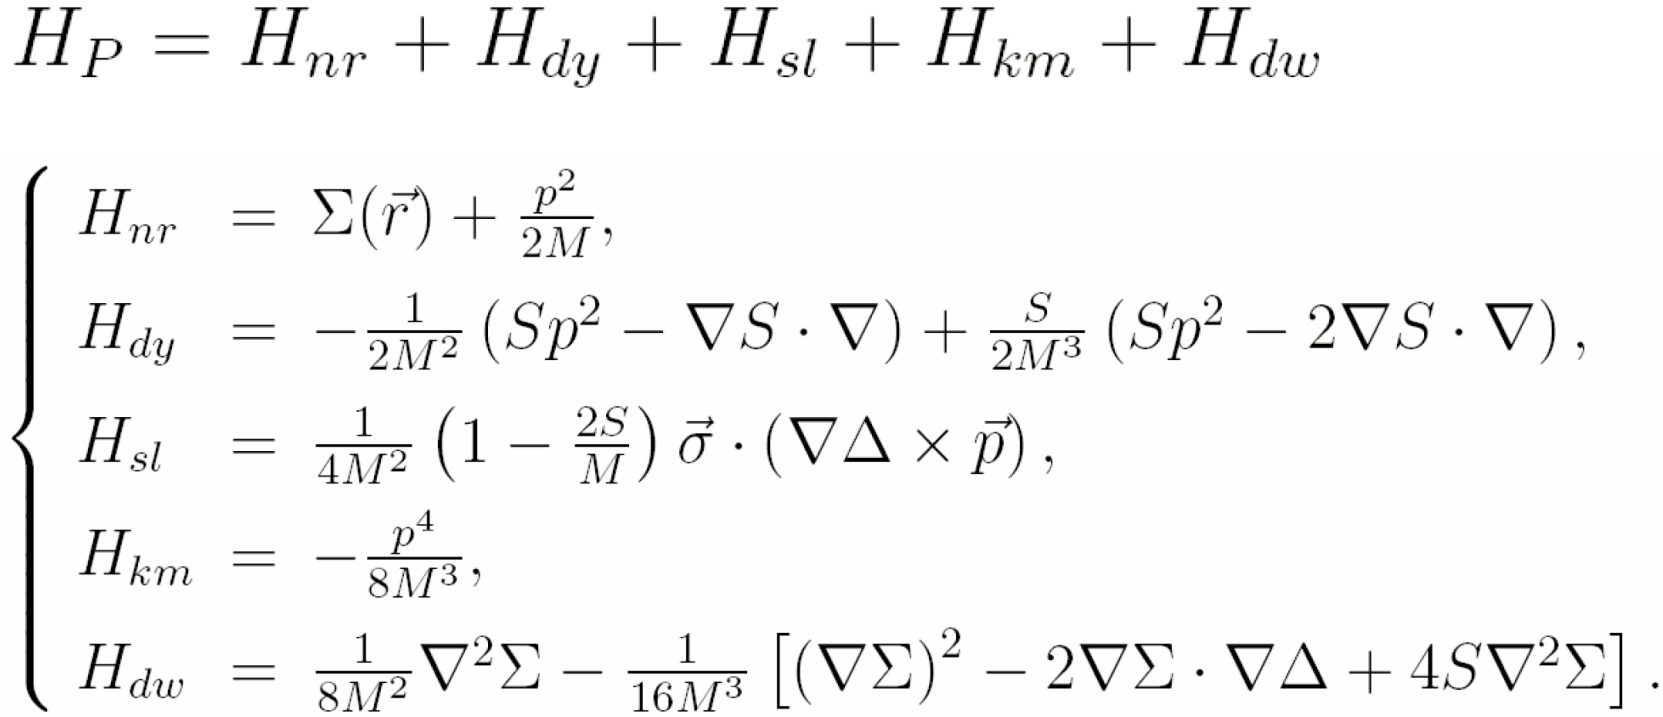 H_P = H_{nr} + H_{dy} + H_{sl} + H_{km} + H_{dw}
H_{nr} = Σ(\vec{r}) + \frac{p^2}{2M},
H_{dy} = -\frac{1}{2M^2} (Sp^2 - ∇S · ∇) + \frac{S}{2M^3} (Sp^2 - 2∇S · ∇),
H_{sl} = \frac{1}{4M^2} (1 - \frac{2S}{M}) \vec{σ} · (∇Δ × \vec{p}),
H_{km} = -\frac{p^4}{8M^3},
H_{dw} = \frac{1}{8M^2} ∇^2Σ - \frac{1}{16M^3} [(∇Σ)^2 - 2∇Σ · ∇Δ + 4S∇^2Σ].